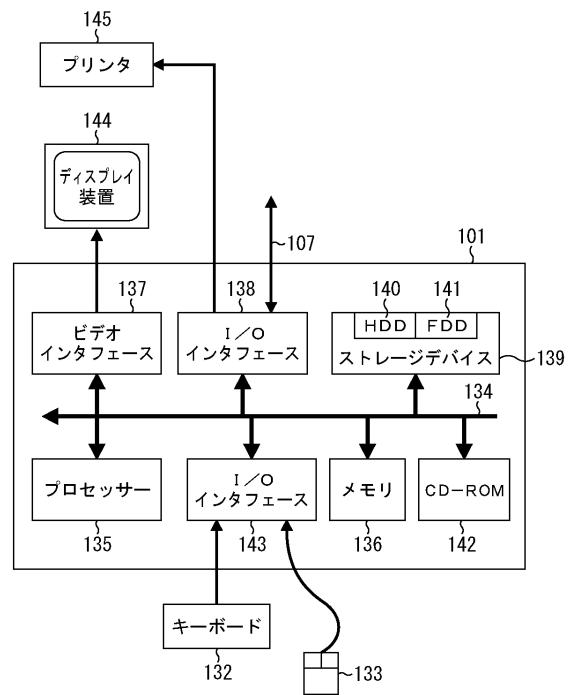 145
プリンタ
144
ディスプレイ
装置
107
101
137
ビデオ
インタフェース
138
I/O
インタフェース
140
141
HDD
FDD
ストレージデバイス
139
134
プロセッサー
135
I/O
インタフェース
143
メモリ
136
CD-ROM
142
キーボード
132
133